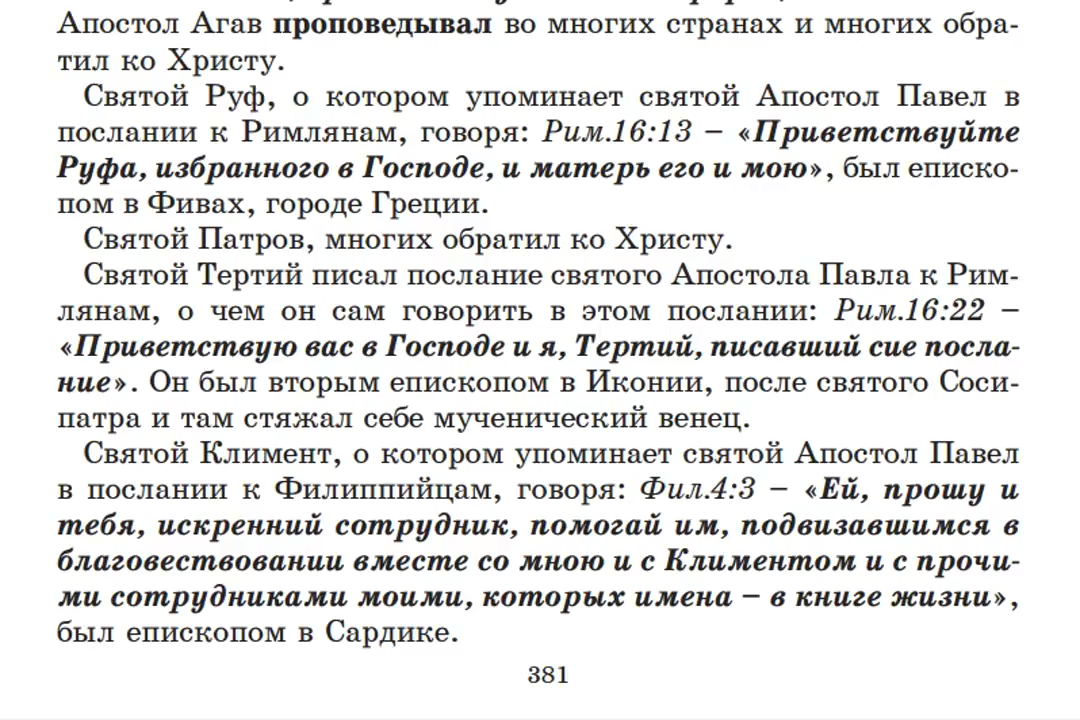 Апостол Агав проповедывал во многих странах и многих обра-
тил ко Христу.
Святой Руф, о котором упоминает святой Апостол Павел в
послании к Римлянам, говоря: Рим.16:13 – «Приветствуйте
Руфа, избранного в Господе, и матерь его и мою», был еписко-
пом в Фивах, городе Греции.
Святой Патров, многих обратил ко Христу.
Святой Тертий писал послание святого Апостола Павла к Рим-
лянам, о чем он сам говорить в этом послании: Рим.16:22 –
«Приветствую вас в Господе и я, Тертий, писавший сие посла-
ние». Он был вторым епископом в Иконии, после святого Соси-
патра и там стяжал себе мученический венец.
Святой Климент, о котором упоминает святой Апостол Павел
в послании к Филиппийцам, говоря: Фил.4:3 – «Ей, прошу и
тебя, искренний сотрудник, помогай им, подвизавшимся в
благовествовании вместе со мною и с Климентом и с прочи-
ми сотрудниками моими, которых имена – в книге жизни»,
был епископом в Сардике.
381